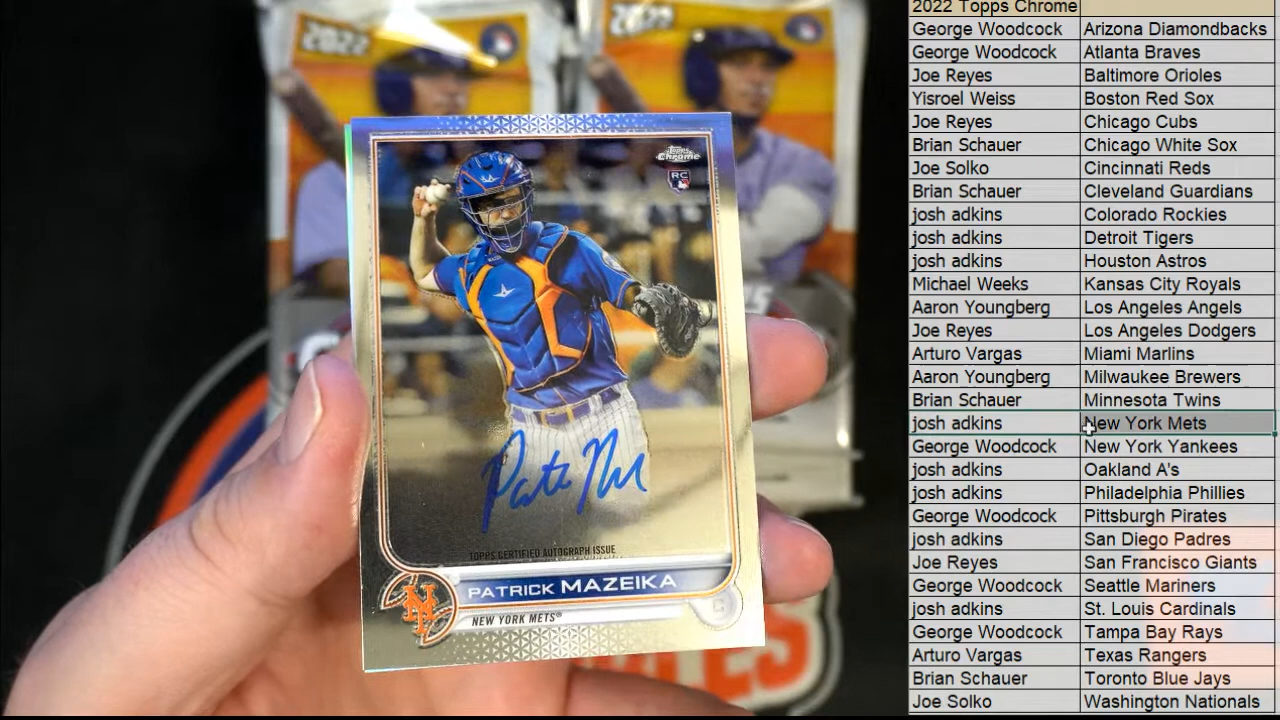 2022
2022
Topps
Chrome
RC
Pat M
TOPPS CERTIFIED AUTOGRAPH ISSUE
PATRICK MAZEIKA
C
NY
NEW YORK METS®
2022 Topps Chrome
George Woodcock Arizona Diamondbacks
George Woodcock Atlanta Braves
Joe Reyes Baltimore Orioles
Yisroel Weiss Boston Red Sox
Joe Reyes Chicago Cubs
Brian Schauer Chicago White Sox
Joe Solko Cincinnati Reds
Brian Schauer Cleveland Guardians
josh adkins Colorado Rockies
josh adkins Detroit Tigers
josh adkins Houston Astros
Michael Weeks Kansas City Royals
Aaron Youngberg Los Angeles Angels
Joe Reyes Los Angeles Dodgers
Arturo Vargas Miami Marlins
Aaron Youngberg Milwaukee Brewers
Brian Schauer Minnesota Twins
josh adkins New York Mets
George Woodcock New York Yankees
josh adkins Oakland A's
josh adkins Philadelphia Phillies
George Woodcock Pittsburgh Pirates
josh adkins San Diego Padres
Joe Reyes San Francisco Giants
George Woodcock Seattle Mariners
josh adkins St. Louis Cardinals
George Woodcock Tampa Bay Rays
Arturo Vargas Texas Rangers
Brian Schauer Toronto Blue Jays
Joe Solko Washington Nationals